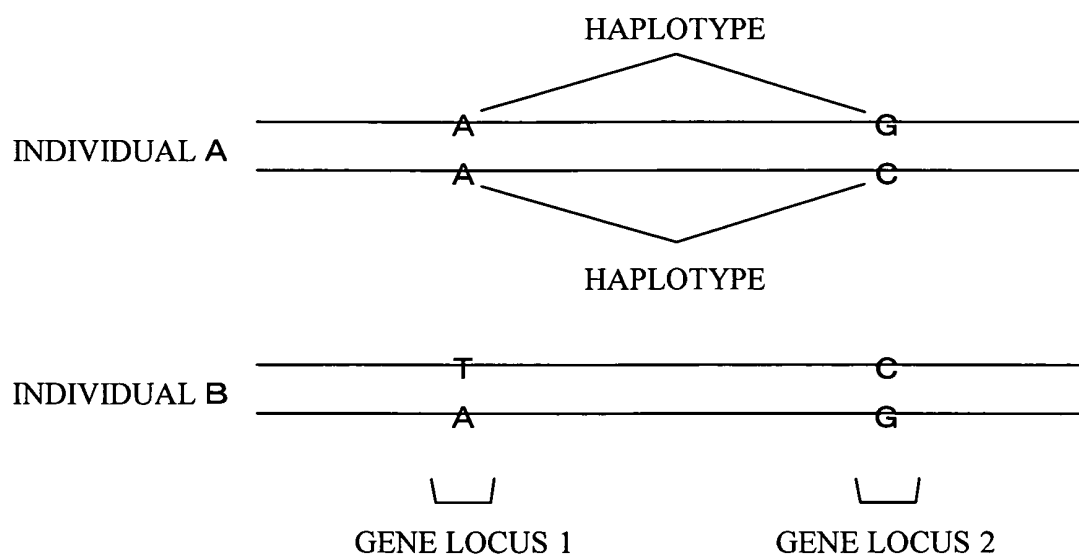 HAPLOTYPE
A G
INDIVIDUAL A
A C
HAPLOTYPE
T C
INDIVIDUAL B
A G
GENE LOCUS 1 GENE LOCUS 2